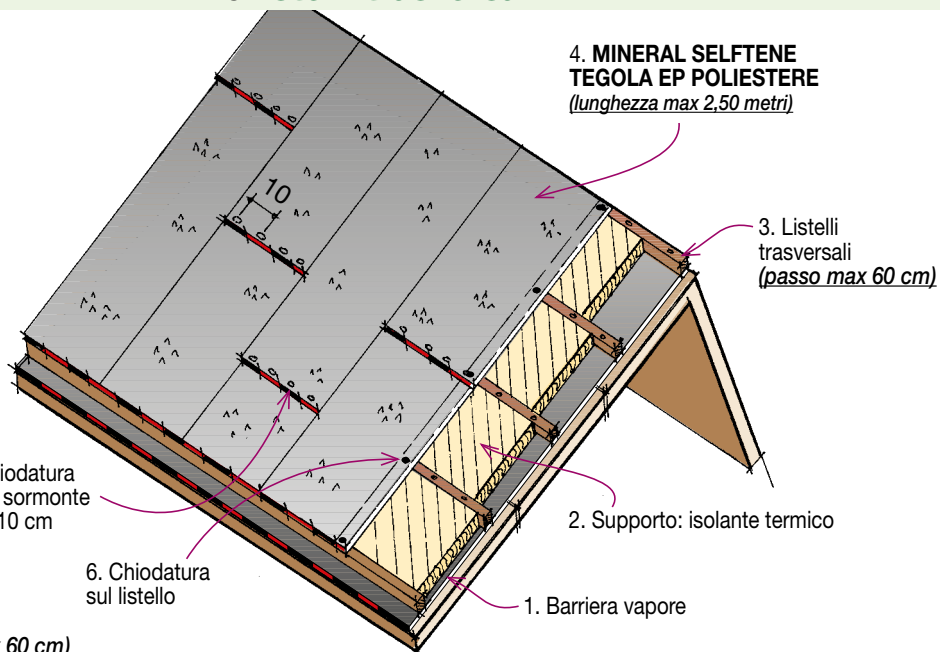 4. MINERAL SELFTENE
TEGOLA EP POLIESTERE
(lunghezza max 2,50 metri)
10
3. Listelli
trasversali
(passo max 60 cm)
sormonte
10 cm
2. Supporto: isolante termico
6. Chiodatura
sul listello
1. Barriera vapore
60 cm)